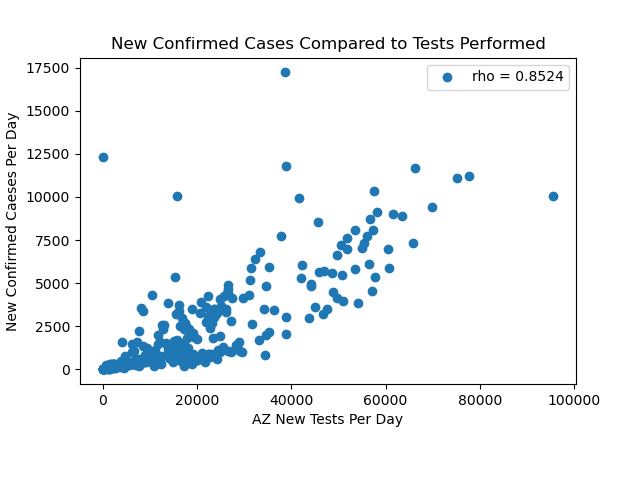 New Confirmed Cases Compared to Tests Performed
rho = 0.8524
17500
15000
12500
10000
7500
5000
2500
0
New Confirmed Caeses Per Day
0 20000 40000 60000 80000 100000
AZ New Tests Per Day